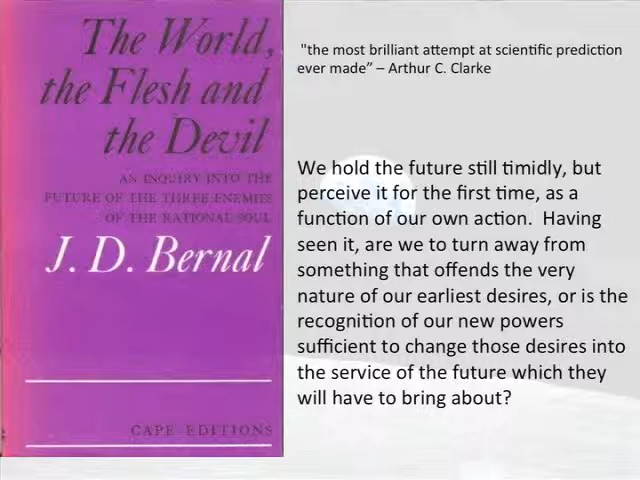 The World,
the Flesh and
the Devil
AN INQUIRY INTO THE
FUTURE OF THE THREE ENEMIES
OF THE RATIONAL SOUL
J. D. Bernal
CAPE EDITIONS
"the most brilliant attempt at scientific prediction
ever made” – Arthur C. Clarke
We hold the future still timidly, but
perceive it for the first time, as a
function of our own action.  Having
seen it, are we to turn away from
something that offends the very
nature of our earliest desires, or is the
recognition of our new powers
sufficient to change those desires into
the service of the future which they
will have to bring about?